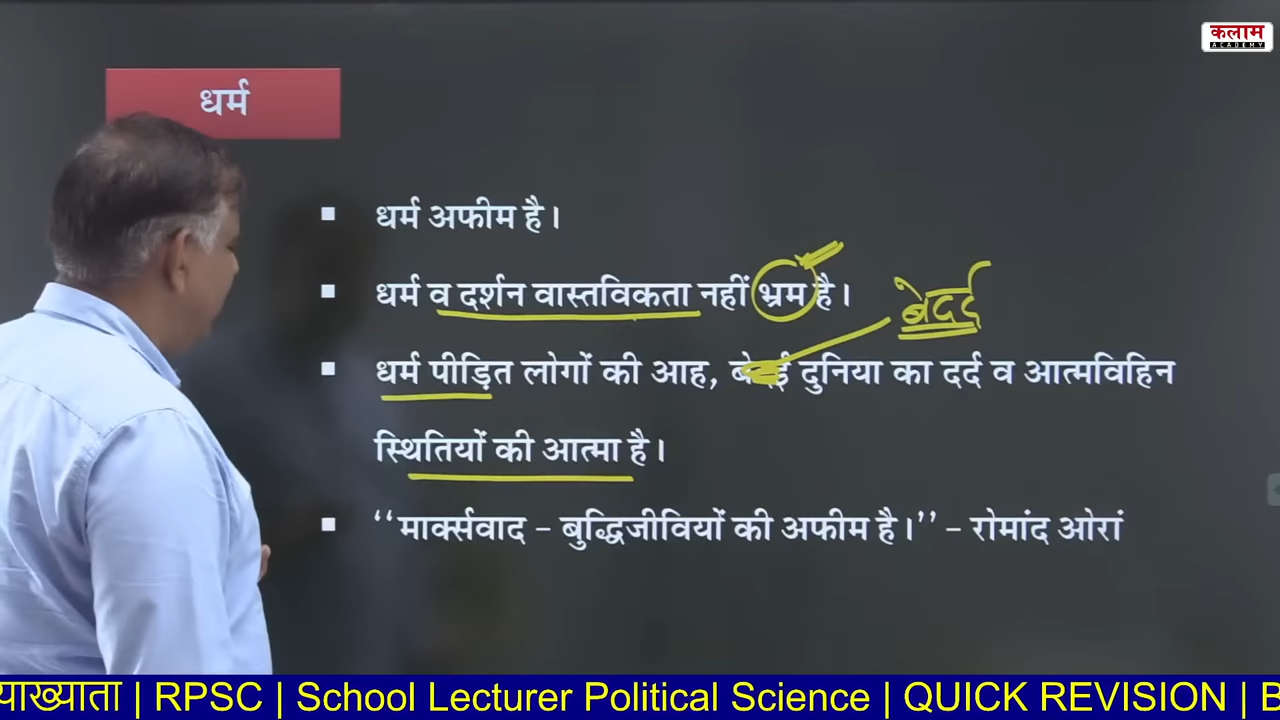 कलाम
ACADEMY
धर्म
▪ धर्म अफीम है।
▪ धर्म व दर्शन वास्तविकता नहीं भ्रम है।
बेदर्द
▪ धर्म पीड़ित लोगों की आह, दुनिया का दर्द व आत्मविहिन
स्थितियों की आत्मा है।
▪ ‘‘मार्क्सवाद – बुद्धिजीवियों की अफीम है।’’ – रोमांद ओरां
याख्याता | RPSC | School Lecturer Political Science | QUICK REVISION | B